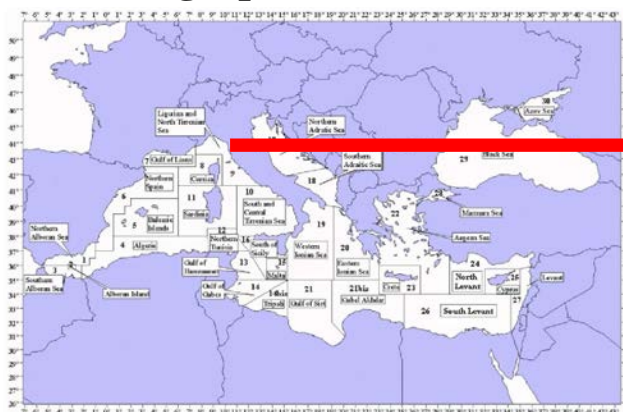 Ligurian and
North Tirrenian
Sea
Northern
Adriatic Sea
30
Azov Sea
29
Black Sea
7
Gulf of Lions
8
Corsica
9
Southern
Adriatic Sea
18
Northern
Spain
6
11
Sardinia
10
South and
Central
Tirrenian Sea
19
22
28
Marmara Sea
Aegean Sea
5
Balearic
Islands
Northern
Alboran Sea
1
2
3
4
Algeria
12
Northern
Tunisia
16
South of
Sicily
13
Western
Ionian Sea
20
Eastern
Ionian Sea
24
North
Levant
25
Cyprus
Levant
27
Southern
Alboran Sea
Alboran Island
Gulf of
Hammamet
15
Malta
Crete
23
Gulf of
Gabes
14
14bis
Tripoli
21
Gulf of Sirt
21bis
26
South Levant